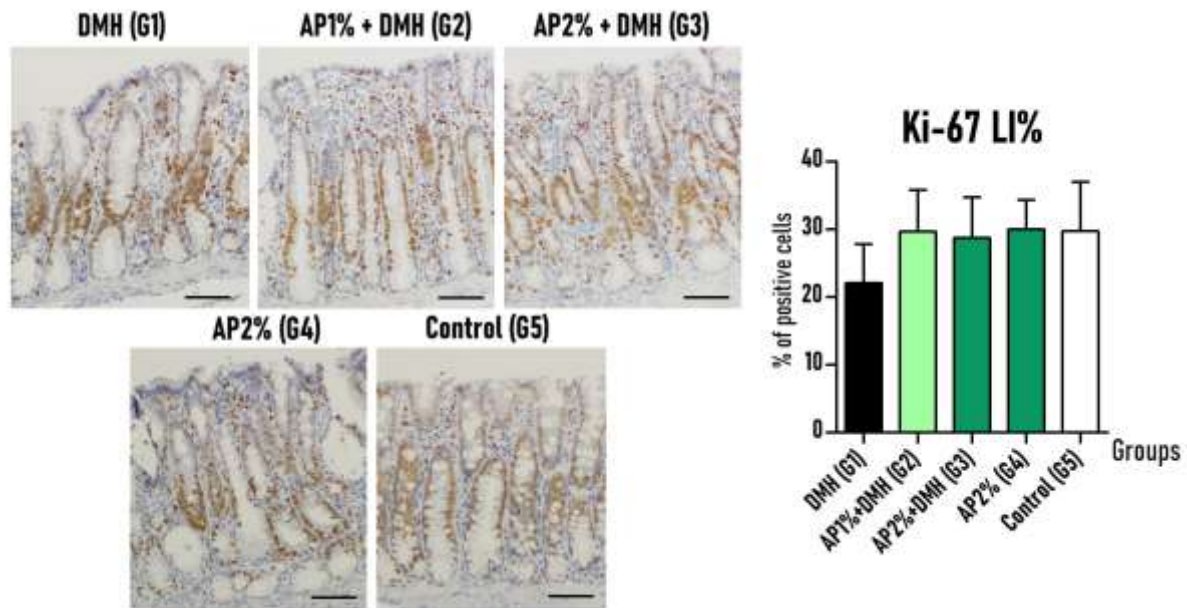 DMH (G1)
AP1% + DMH (G2)
AP2% + DMH (G3)
AP2% (G4)
Control (G5)
Ki-67 LI%
% of positive cells
40
30
20
10
0
DMH (G1)
AP1%+DMH (G2)
AP2%+DMH (G3)
AP2% (G4)
Control (G5)
Groups